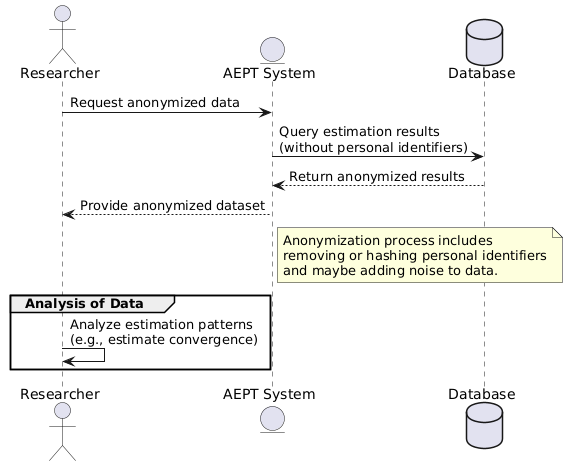 Researcher
AEPT System
Database
Request anonymized data
Query estimation results
(without personal identifiers)
Return anonymized results
Provide anonymized dataset
Anonymization process includes
removing or hashing personal identifiers
and maybe adding noise to data.
Analysis of Data
Analyze estimation patterns
(e.g., estimate convergence)
Researcher
AEPT System
Database